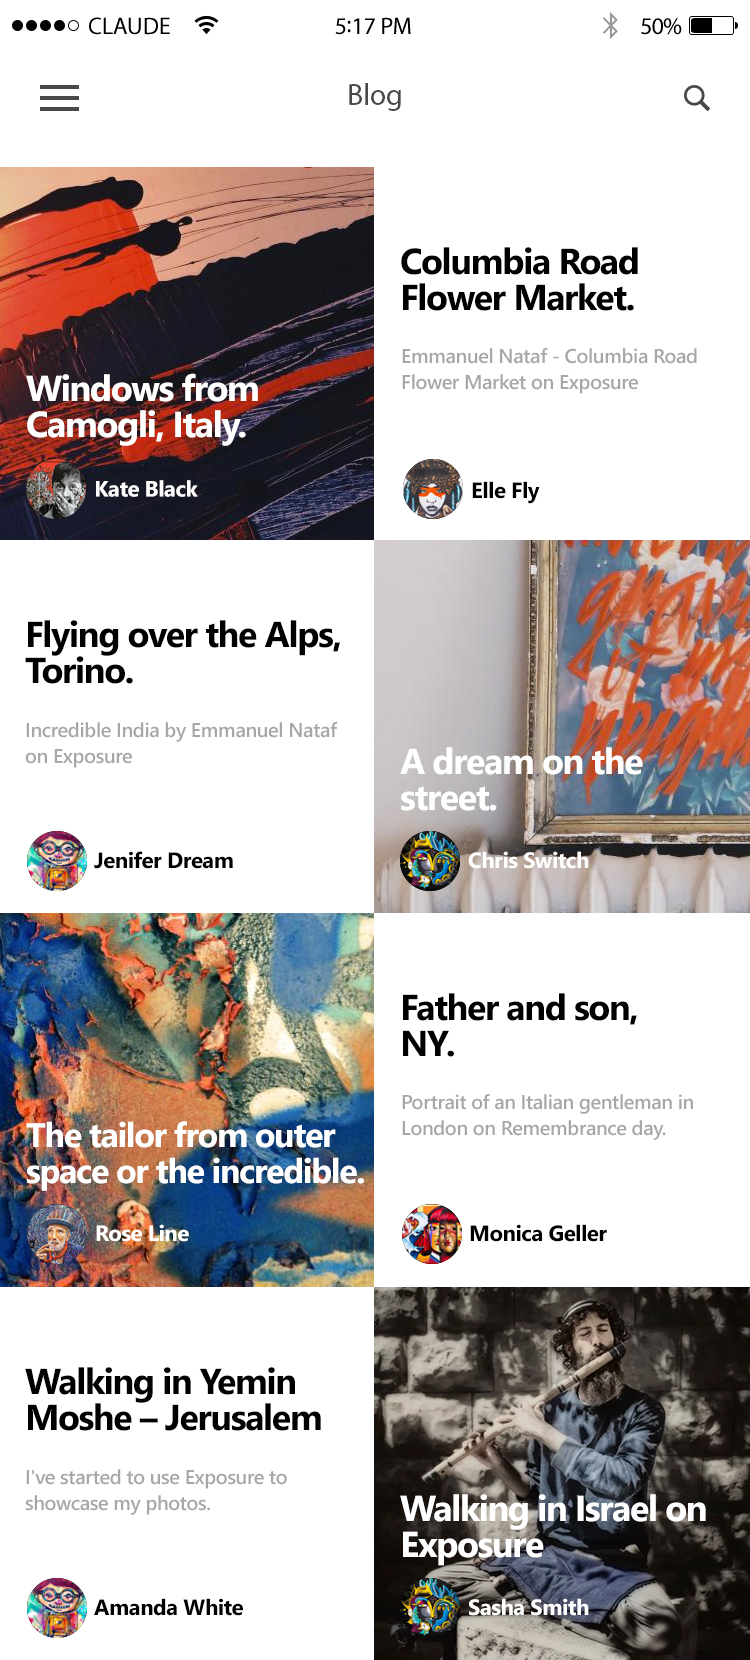 CLAUDE 5:17 PM 50%
Blog
Windows from
Camogli, Italy.
Kate Black
Columbia Road
Flower Market.
Emmanuel Nataf - Columbia Road
Flower Market on Exposure
Elle Fly
Flying over the Alps,
Torino.
Incredible India by Emmanuel Nataf
on Exposure
Jenifer Dream
A dream on the
street.
Chris Switch
The tailor from outer
space or the incredible.
Rose Line
Father and son,
NY.
Portrait of an Italian gentleman in
London on Remembrance day.
Monica Geller
Walking in Yemin
Moshe – Jerusalem
I've started to use Exposure to
showcase my photos.
Amanda White
Walking in Israel on
Exposure
Sasha Smith